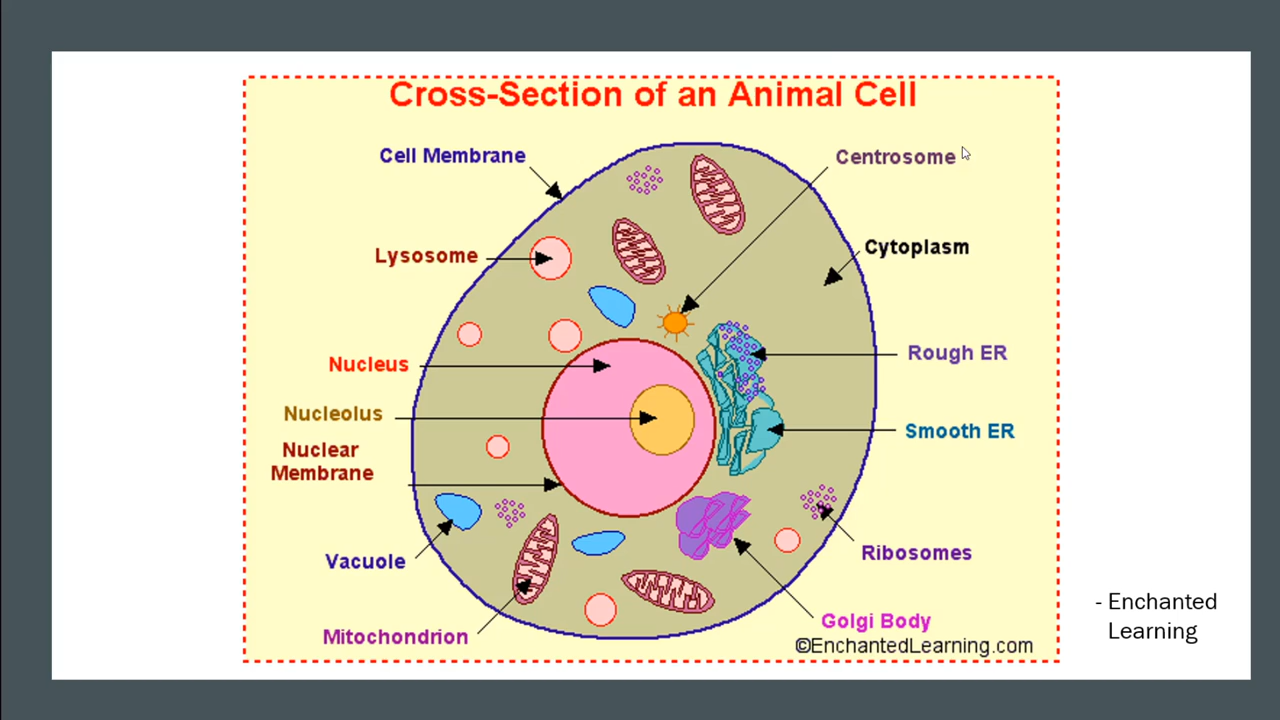 Cross-Section of an Animal Cell
Cell Membrane
Centrosome
Cytoplasm
Lysosome
Rough ER
Nucleus
Nucleolus
Smooth ER
Nuclear
Membrane
Ribosomes
Vacuole
Golgi Body
Mitochondrion
©EnchantedLearning.com
- Enchanted
Learning